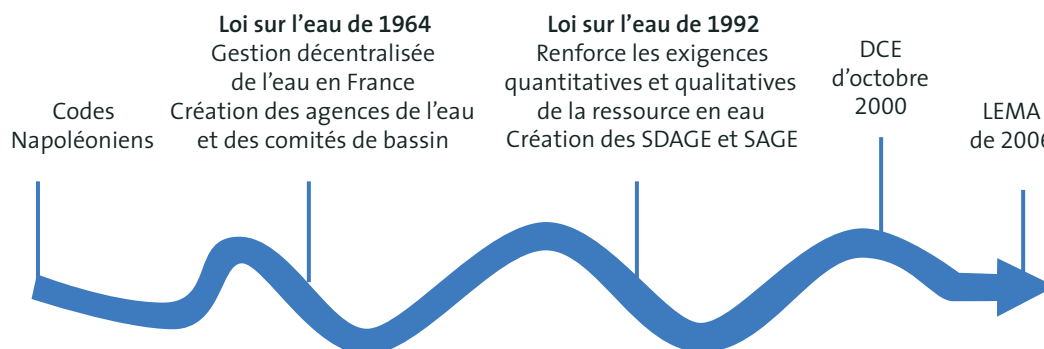 Codes
Napoléoniens
Loi sur l'eau de 1964
Gestion décentralisée
de l'eau en France
Création des agences de l'eau
et des comités de bassin
Loi sur l'eau de 1992
Renforce les exigences
quantitatives et qualitatives
de la ressource en eau
Création des SDAGE et SAGE
DCE
d'octobre
2000
LEMA
de 2006